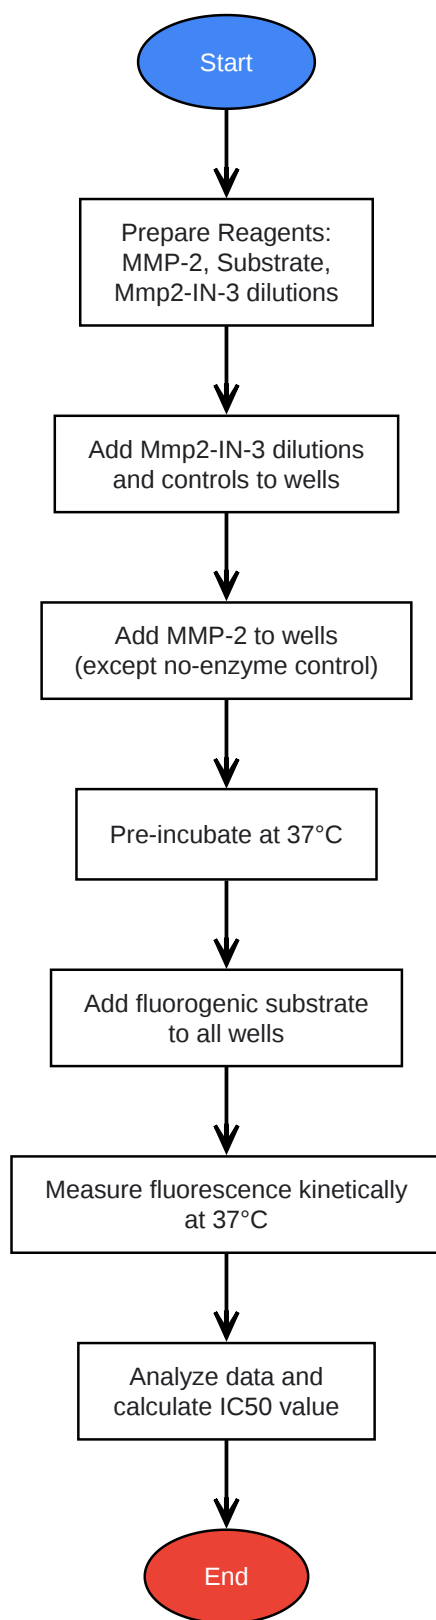 Start
Prepare Reagents:
MMP-2, Substrate,
Mmp2-IN-3 dilutions
Add Mmp2-IN-3 dilutions
and controls to wells
Add MMP-2 to wells
(except no-enzyme control)
Pre-incubate at 37°C
Add fluorogenic substrate
to all wells
Measure fluorescence kinetically
at 37°C
Analyze data and
calculate IC50 value
End